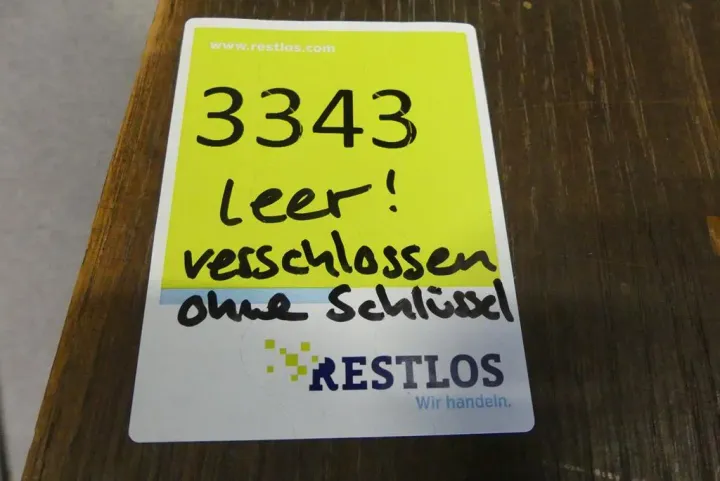 www.restlos.com
3343
leer!
verschlossen
ohne Schlüssel
RESTLOS
Wir handeln.